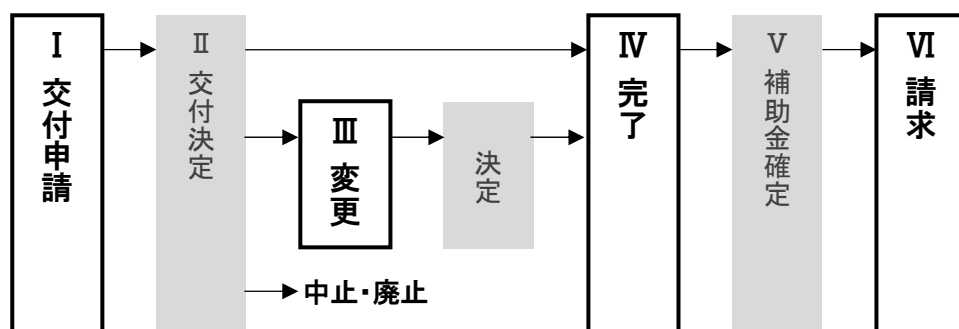 Ⅰ 交付申請
Ⅱ 交付決定
Ⅲ 変更
決定
中止・廃止
Ⅳ 完了
Ⅴ 補助金確定
Ⅵ 請求